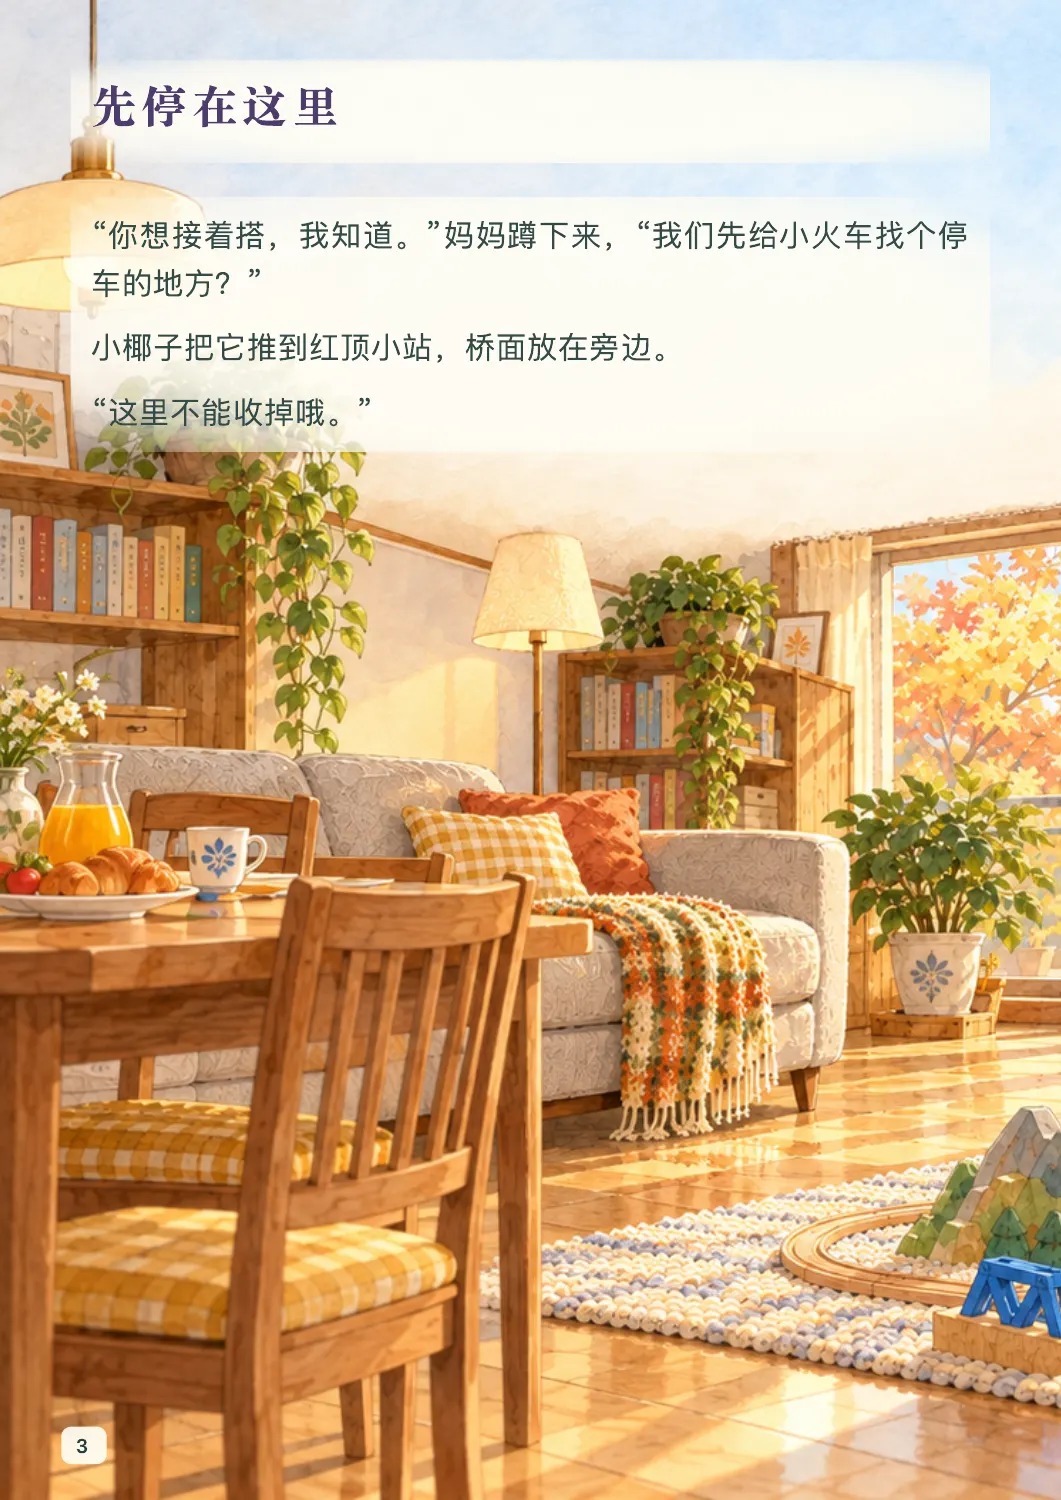 先停在这里
“你想接着搭，我知道。”妈妈蹲下来，“我们先给小火车找个停
车的地方？”
小椰子把它推到红顶小站，桥面放在旁边。
“这里不能收掉哦。”
3